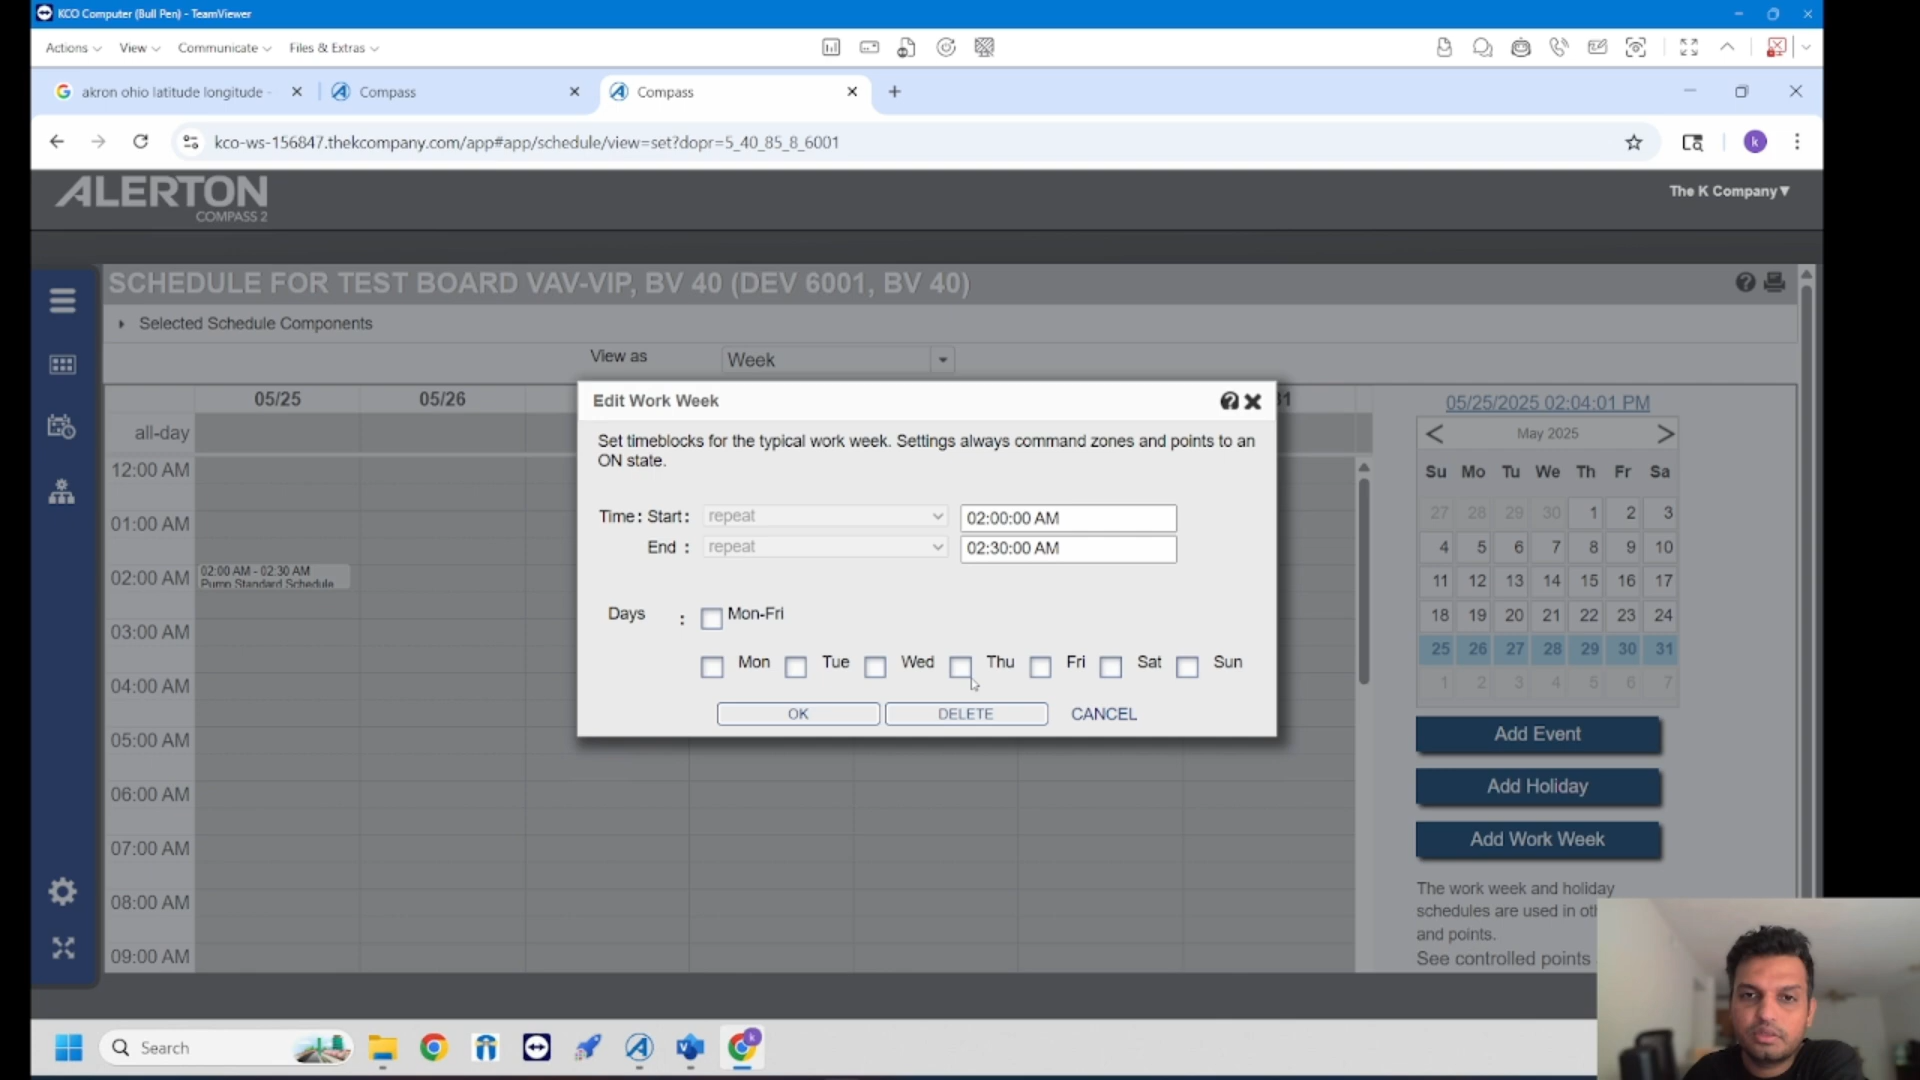 KCO Computer (Bull Pen) - TeamViewer
Actions View Communicate Files & Extras
akron ohio latitude longitude - Compass Compass
kco-ws-156847.thekcompany.com/app#app/schedule/view=set?dopr=5_40_85_8_6001
k
ALERTON
COMPASS 2
The K Company▼
SCHEDULE FOR TEST BOARD VAV-VIP, BV 40 (DEV 6001, BV 40)
Selected Schedule Components
View as Week
05/25 05/26
all-day
12:00 AM
01:00 AM
02:00 AM
02:00 AM - 02:30 AM
Pump Standard Schedule
03:00 AM
04:00 AM
05:00 AM
06:00 AM
07:00 AM
08:00 AM
09:00 AM
Edit Work Week
Set timeblocks for the typical work week. Settings always command zones and points to an
ON state.
Time: Start: repeat 02:00:00 AM
End : repeat 02:30:00 AM
Days : Mon-Fri
Mon Tue Wed Thu Fri Sat Sun
OK DELETE CANCEL
05/25/2025 02:04:01 PM
< May 2025 >
Su Mo Tu We Th Fr Sa
27 28 29 30 1 2 3
4 5 6 7 8 9 10
11 12 13 14 15 16 17
18 19 20 21 22 23 24
25 26 27 28 29 30 31
1 2 3 4 5 6 7
Add Event
Add Holiday
Add Work Week
The work week and holiday
schedules are used in
and points.
See controlled points
Search
k